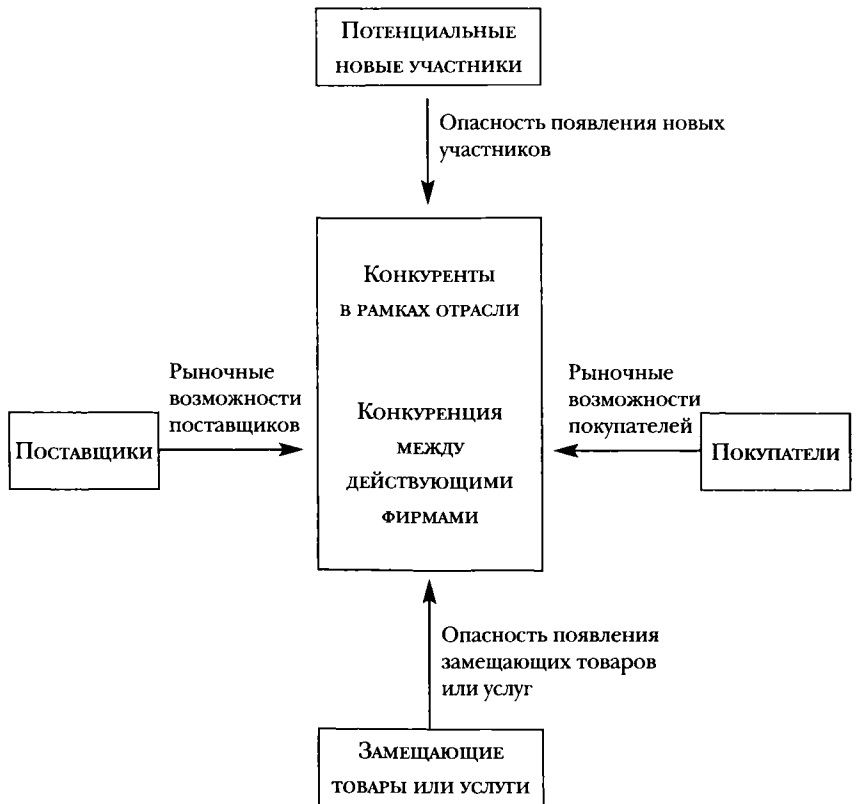 Потенциальные
новые участники
Опасность появления новых
участников
Конкуренты
в рамках отрасли
Рыночные
возможности
поставщиков
Поставщики
Конкуренция
между
действующими
фирмами
Рыночные
возможности
покупателей
Покупатели
Опасность появления
замещающих товаров
или услуг
Замещающие
товары или услуги